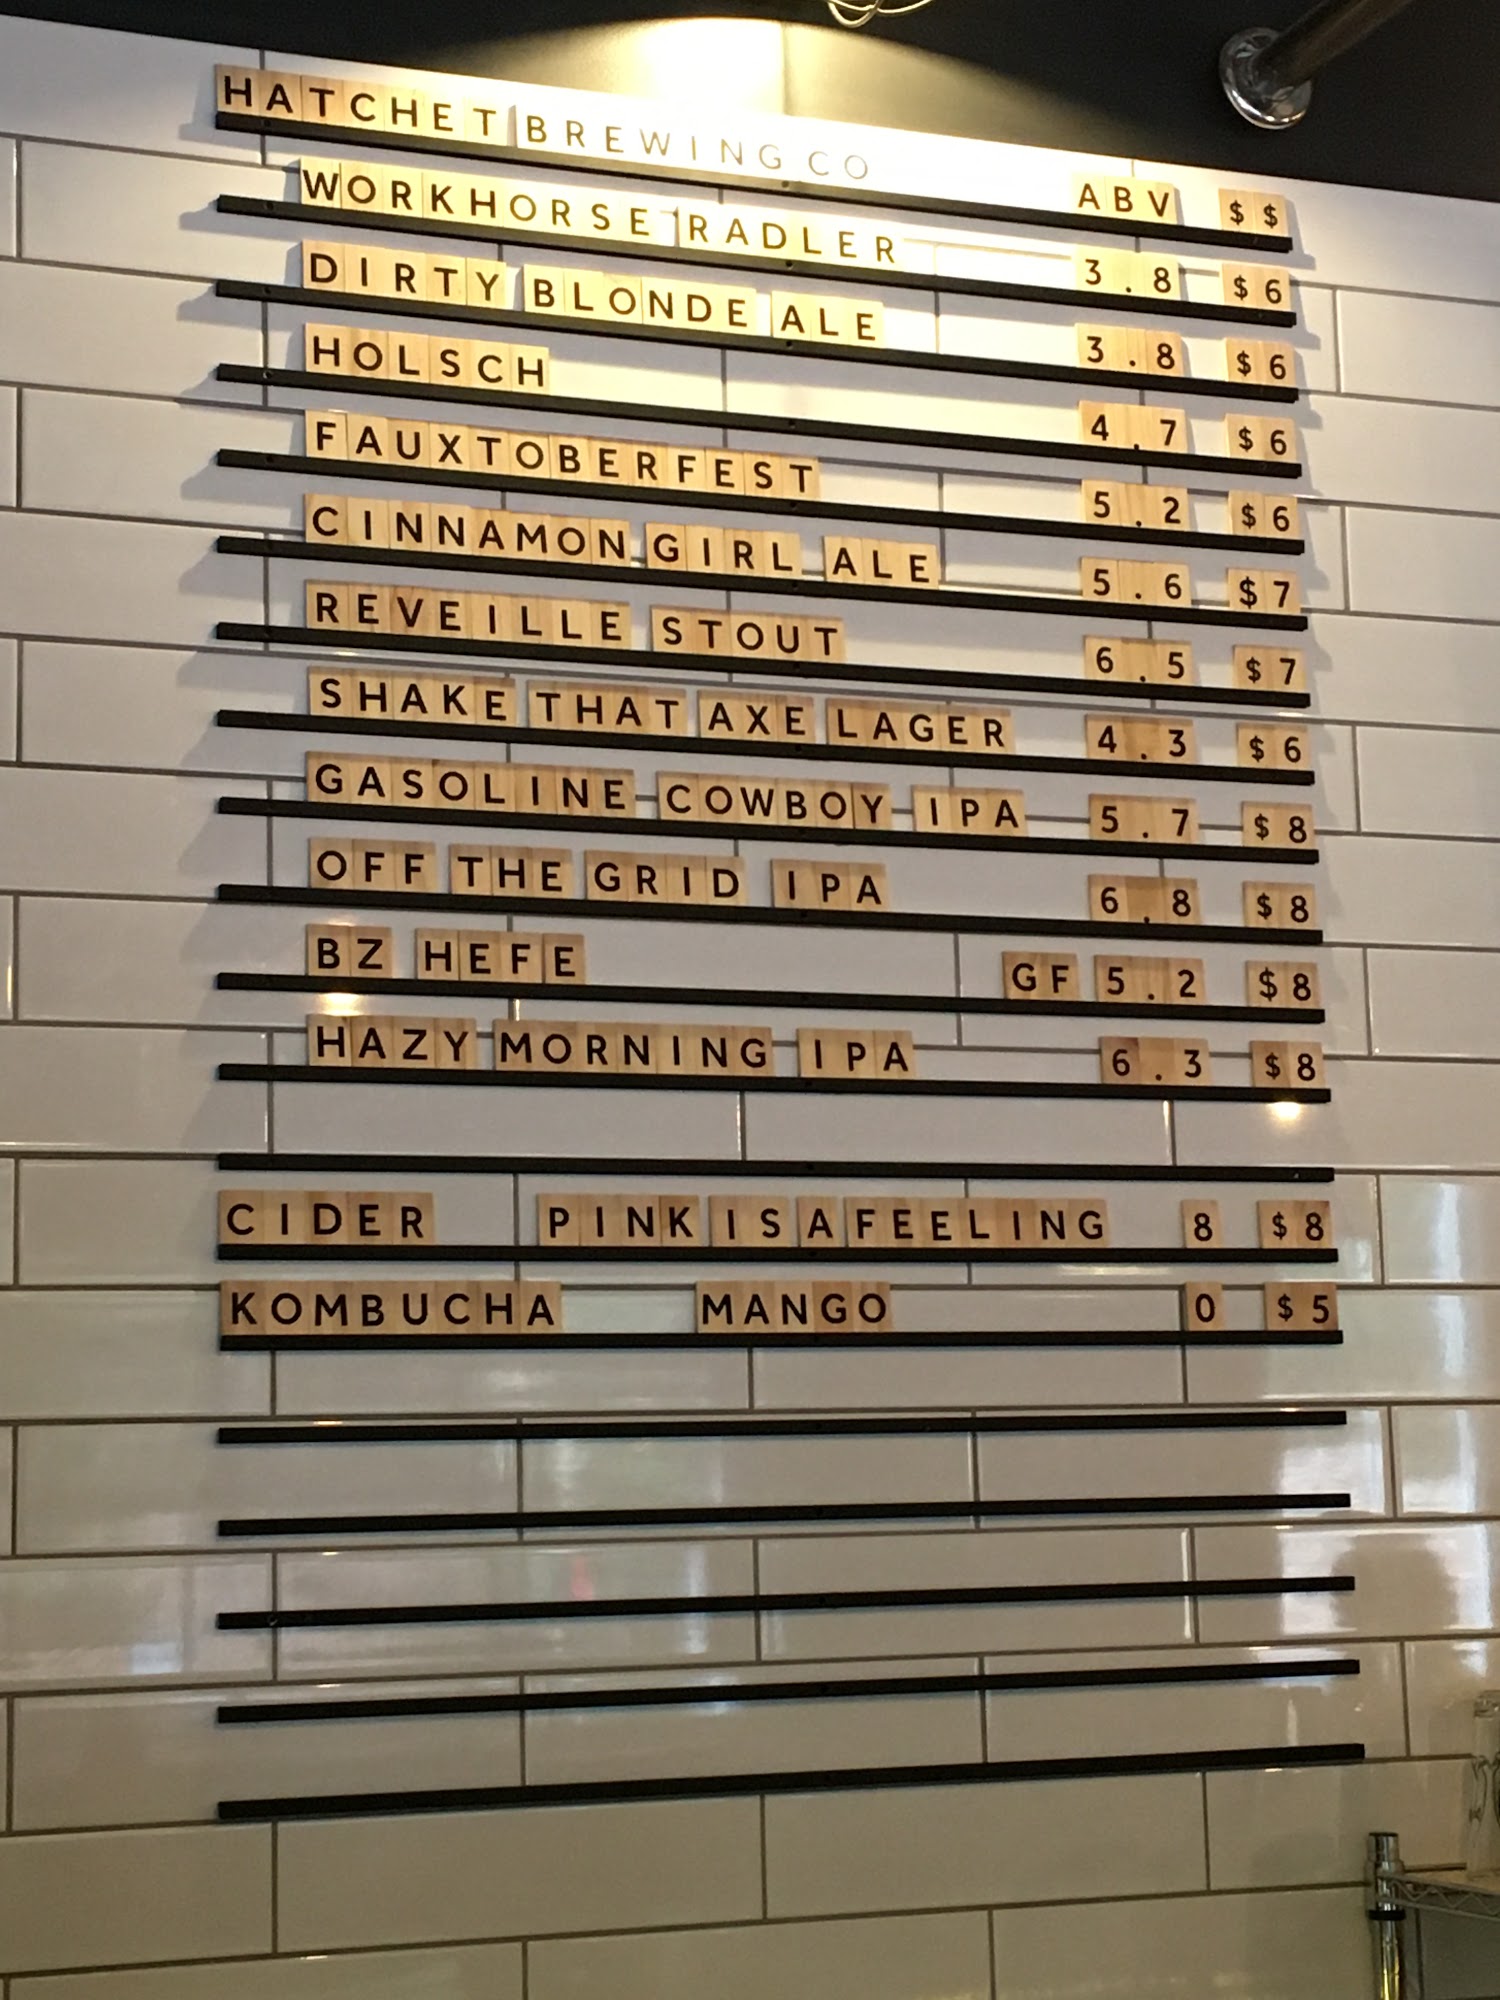 HATCHET BREWING CO ABV $$
WORKHORSE RADLER 3.8 $6
DIRTY BLONDE ALE 3.8 $6
HOLSCH 4.7 $6
FAUXTOBERFEST 5.2 $6
CINNAMON GIRL ALE 5.6 $7
REVEILLE STOUT 6.5 $7
SHAKE THAT AXE LAGER 4.3 $6
GASOLINE COWBOY IPA 5.7 $8
OFF THE GRID IPA 6.8 $8
BZ HEFE GF 5.2 $8
HAZY MORNING IPA 6.3 $8
CIDER PINK IS A FEELING 8 $8
KOMBUCHA MANGO 0 $5